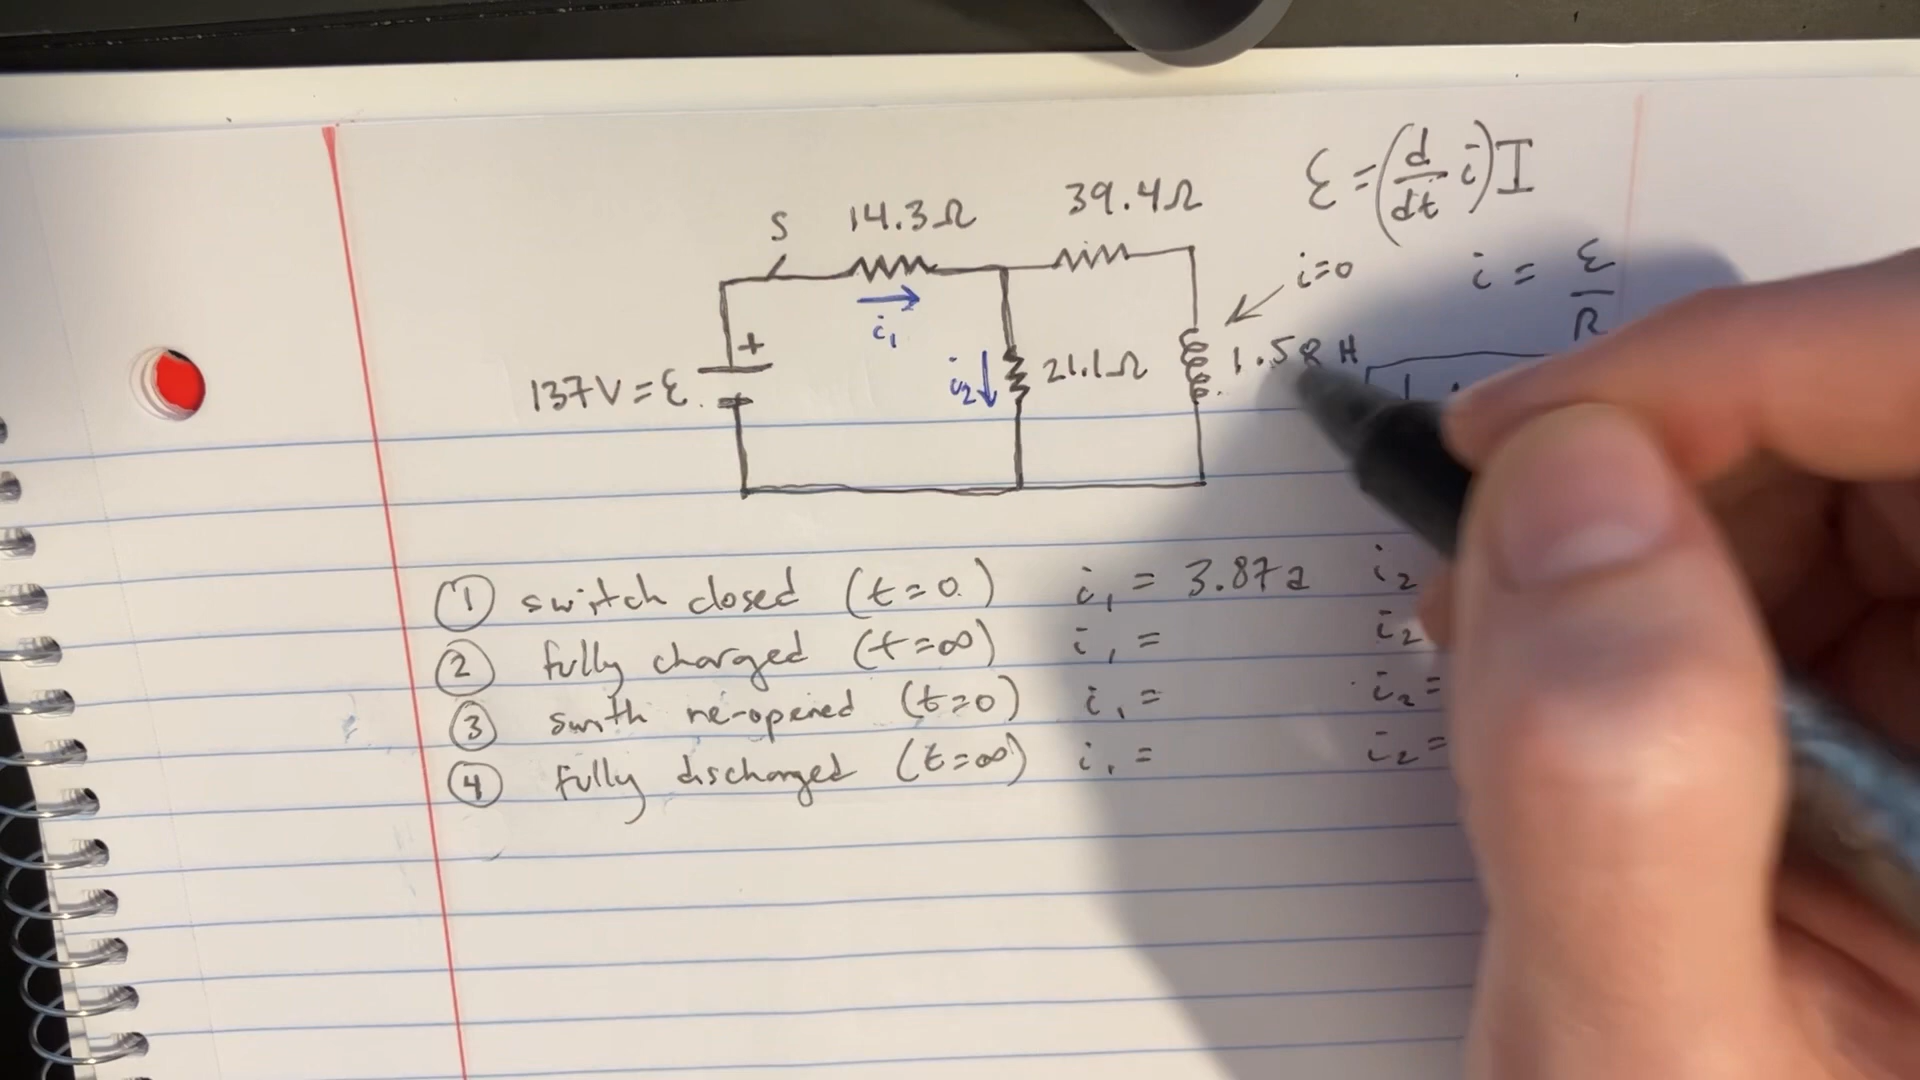 S 14.3Ω 39.4Ω ℰ=(d/dt i)I
i=0 i = ℰ/R
i₁
137V=ℰ + i₂ 21.1Ω 1.58 H
① switch closed (t=0) i₁ = 3.87a i₂
② fully charged (t=∞) i₁ = i₂
③ swith re-opened (t=0) i₁ = i₂=
④ fully discharged (t=∞) i₁ = i₂=